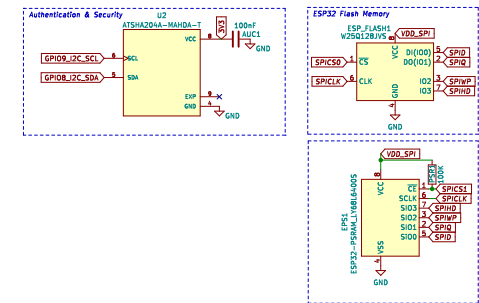 Authentication & Security
U2
ATSHA204A-MAHDA-T
3V3
100nF
AUC1
GND
VCC 8
GPIO9_I2C_SCL 6 SCL
GPIO8_I2C_SDA 5 SDA
EXP 9
GND 4
GND
ESP32 Flash Memory
ESP_FLASH1
W25Q128JVS
VDD_SPI
8
VCC
SPICS0 1 CS
DI(IO0) 5 SPID
DO(IO1) 2 SPIQ
SPICLK 6 CLK
IO2 3 SPIWP
IO3 7 SPIHD
GND
4
GND
VDD_SPI
PSR1
100K
8
VCC
EPS1
ESP32-PSRAM_LY68L6400S
CE 1 SPICS1
SCLK 6 SPICLK
SIO3 7 SPIHD
SIO2 3 SPIWP
SIO1 2 SPIQ
SIO0 5 SPID
VSS
4
GND